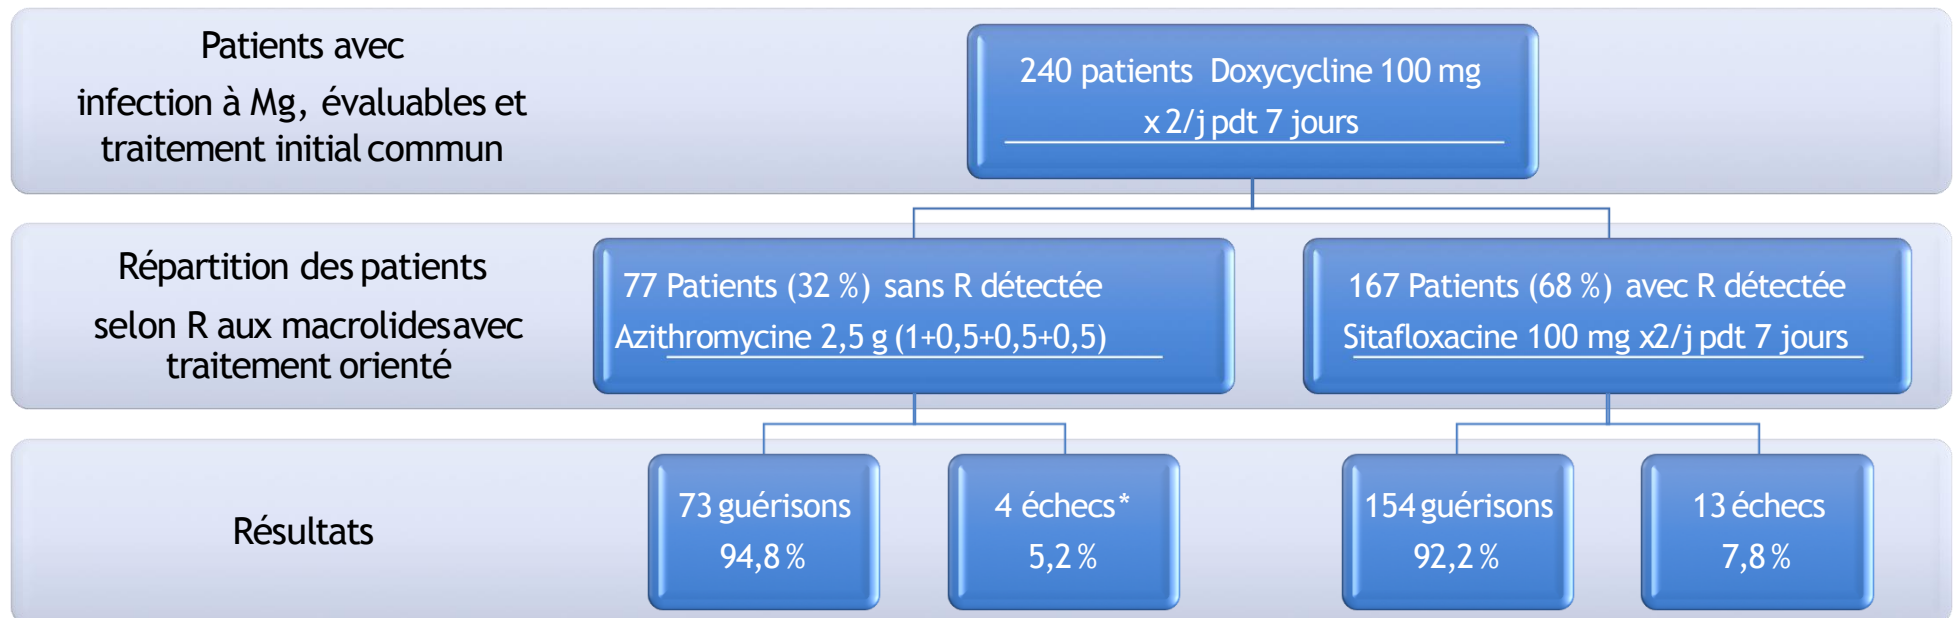 Patients avec
infection à Mg, évaluables et
traitement initial commun
240 patients Doxycycline 100 mg
x 2/j pdt 7 jours
Répartition des patients
selon R aux macrolides avec
traitement orienté
77 Patients (32 %) sans R détectée
Azithromycine 2,5 g (1+0,5+0,5+0,5)
167 Patients (68 %) avec R détectée
Sitafloxacine 100 mg x2/j pdt 7 jours
Résultats
73 guérisons
94,8 %
4 échecs*
5,2 %
154 guérisons
92,2 %
13 échecs
7,8 %